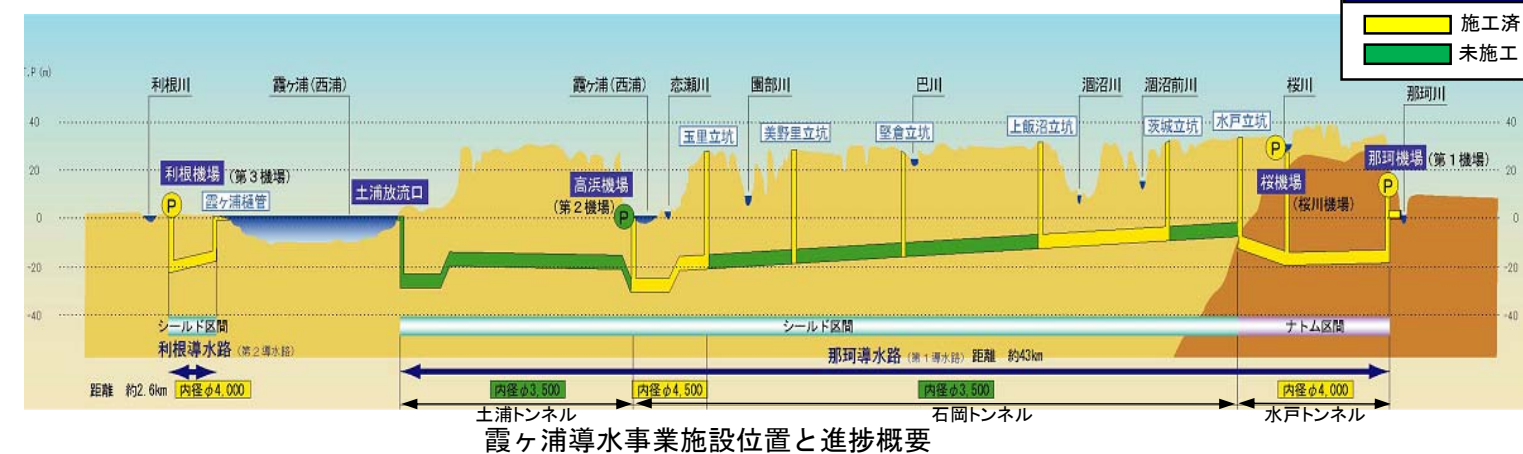 施工済
未施工
T.P(m)
利根川
霞ヶ浦(西浦)
霞ヶ浦(西浦)
恋瀬川
園部川
巴川
涸沼川
涸沼前川
桜川
那珂川
40
40
玉里立坑
美野里立坑
堅倉立坑
上飯沼立坑
茨城立坑
水戸立坑
P
20
20
利根機場(第3機場)
土浦放流口
高浜機場
(第2機場)
桜機場
(桜川機場)
那珂機場(第1機場)
P
霞ヶ浦樋管
P
P
0
0
-20
-20
-40
-40
シールド区間
シールド区間
ナトム区間
利根導水路(第2導水路)
那珂導水路(第1導水路)距離 約43km
距離 約2.6km
内径φ4,000
内径φ3,500
内径φ4,500
内径φ3,500
内径φ4,000
土浦トンネル
石岡トンネル
水戸トンネル
霞ヶ浦導水事業施設位置と進捗概要